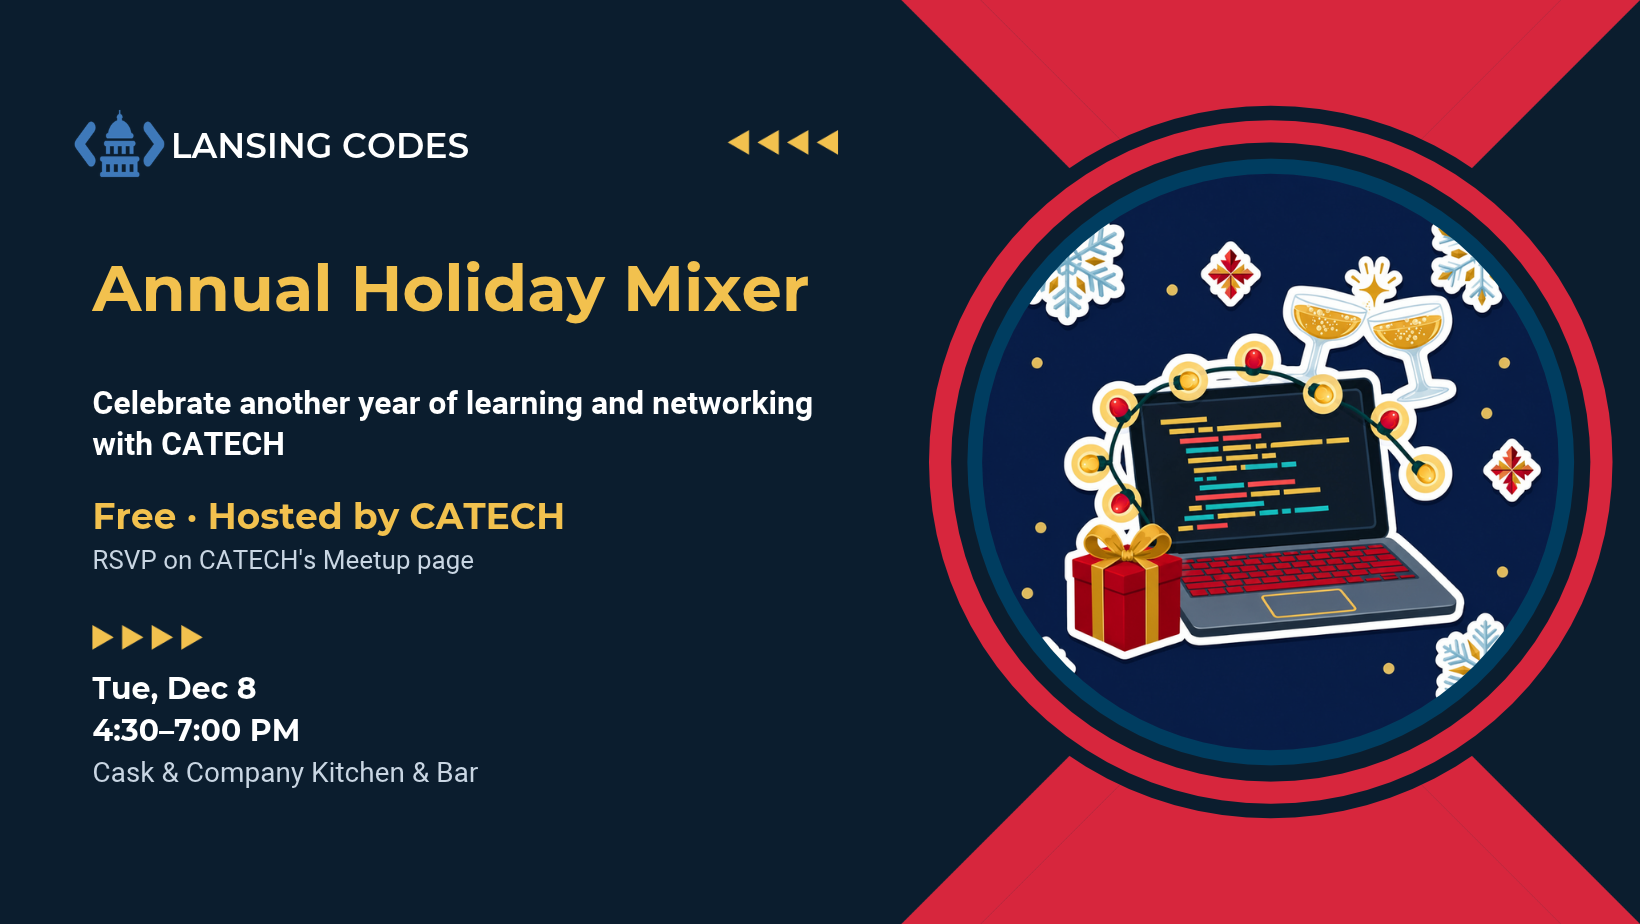 LANSING CODES
Annual Holiday Mixer
Celebrate another year of learning and networking
with CATECH
Free · Hosted by CATECH
RSVP on CATECH's Meetup page
Tue, Dec 8
4:30–7:00 PM
Cask & Company Kitchen & Bar